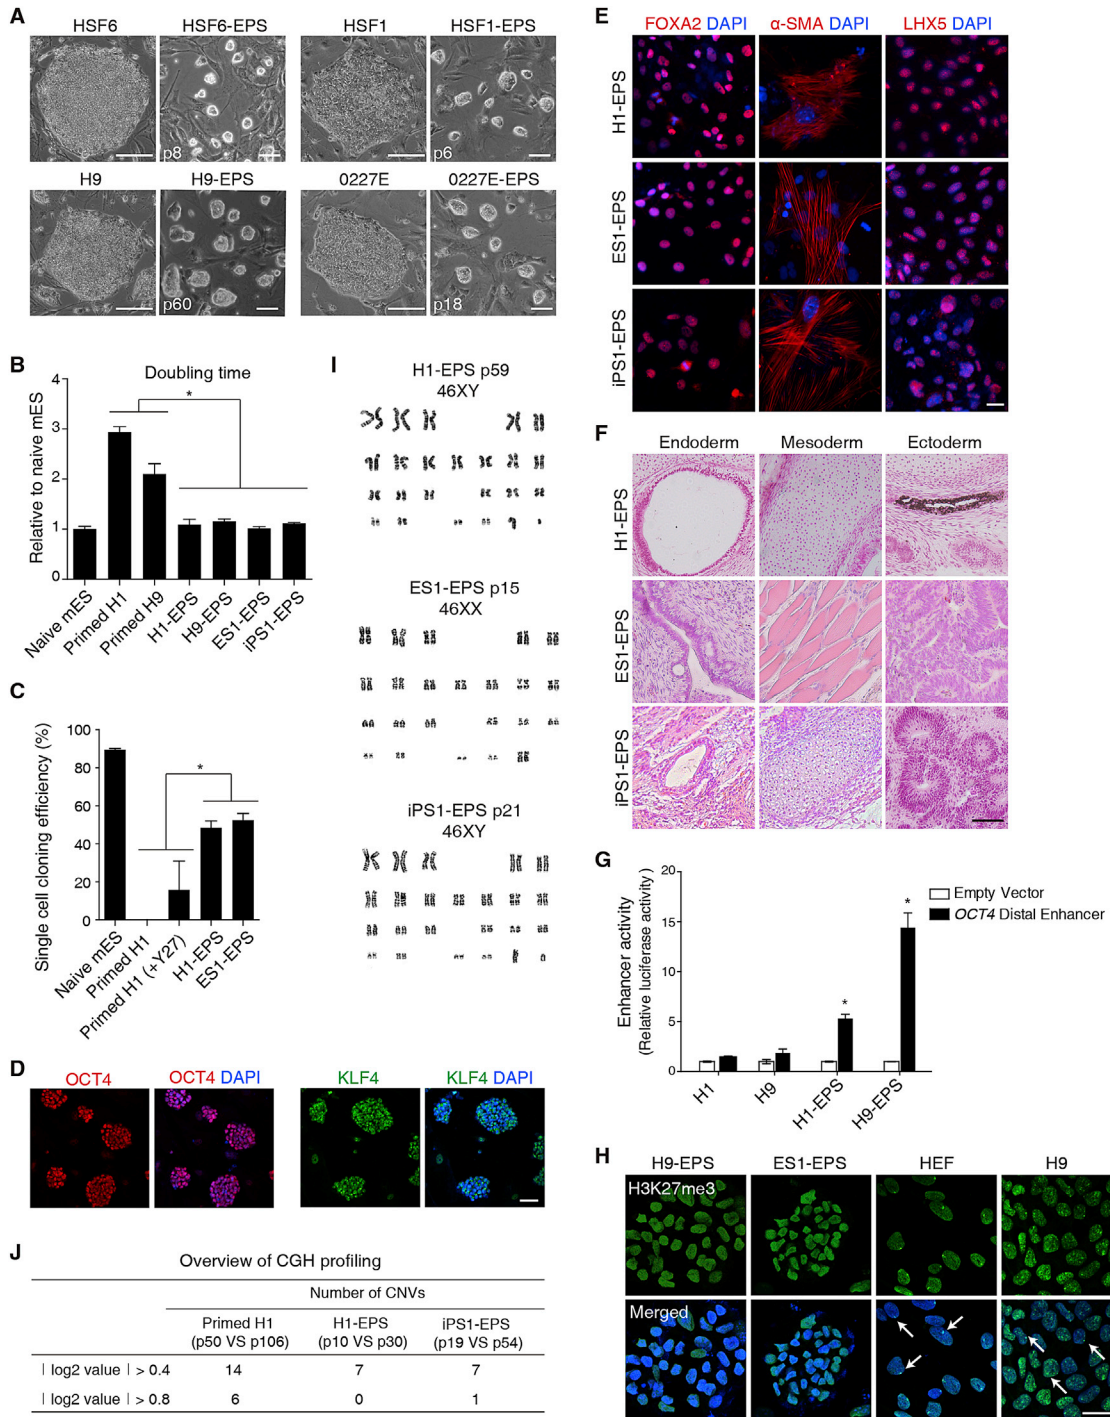 A
HSF6 HSF6-EPS HSF1 HSF1-EPS
p8 p6
H9 H9-EPS 0227E 0227E-EPS
p60 p18
B
Doubling time
Relative to naive mES
4
3
2
1
0
*
Naive mES
Primed H1
Primed H9
H1-EPS
H9-EPS
ES1-EPS
iPS1-EPS
C
Single cell cloning efficiency (%)
100
80
60
40
20
0
*
Naive mES
Primed H1
Primed H1 (+Y27)
H1-EPS
ES1-EPS
D
OCT4 OCT4 DAPI KLF4 KLF4 DAPI
I
H1-EPS p59
46XY
ES1-EPS p15
46XX
iPS1-EPS p21
46XY
E
FOXA2 DAPI α-SMA DAPI LHX5 DAPI
H1-EPS
ES1-EPS
iPS1-EPS
F
Endoderm Mesoderm Ectoderm
H1-EPS
ES1-EPS
iPS1-EPS
G
Enhancer activity
(Relative luciferase activity)
20
15
10
5
0
Empty Vector
OCT4 Distal Enhancer
*
*
H1
H9
H1-EPS
H9-EPS
H
H9-EPS ES1-EPS HEF H9
H3K27me3
Merged
J
Overview of CGH profiling
Number of CNVs
Primed H1 H1-EPS iPS1-EPS
(p50 VS p106) (p10 VS p30) (p19 VS p54)
| log2 value | > 0.4 14 7 7
| log2 value | > 0.8 6 0 1